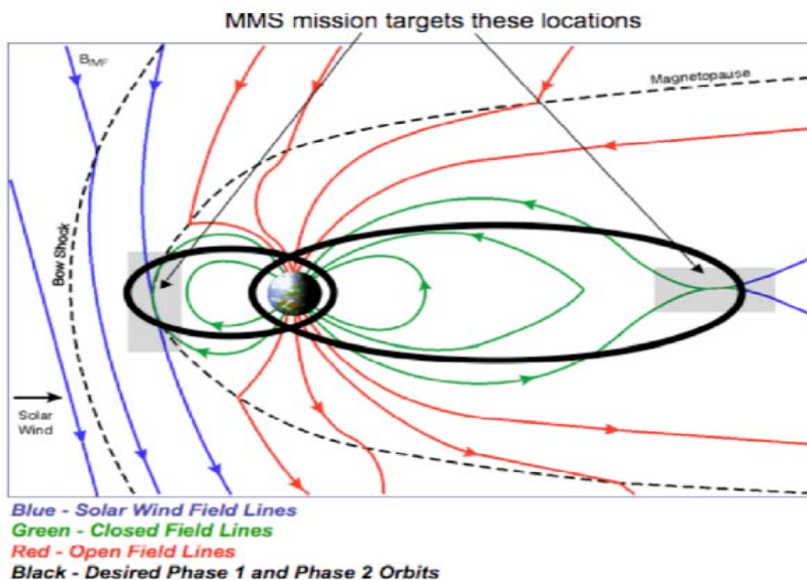 MMS mission targets these locations
B IMF
Magnetopause
Bow Shock
Solar
Wind
Blue - Solar Wind Field Lines
Green - Closed Field Lines
Red - Open Field Lines
Black - Desired Phase 1 and Phase 2 Orbits